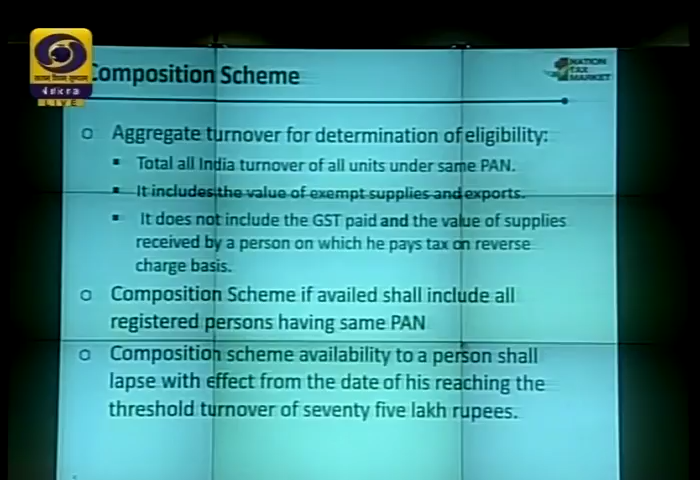 Composition Scheme
NATION
TAX
MARKET
LIVE
Aggregate turnover for determination of eligibility:
Total all India turnover of all units under same PAN.
It includes the value of exempt supplies and exports.
It does not include the GST paid and the value of supplies
received by a person on which he pays tax on reverse
charge basis.
Composition Scheme if availed shall include all
registered persons having same PAN
Composition scheme availability to a person shall
lapse with effect from the date of his reaching the
threshold turnover of seventy five lakh rupees.